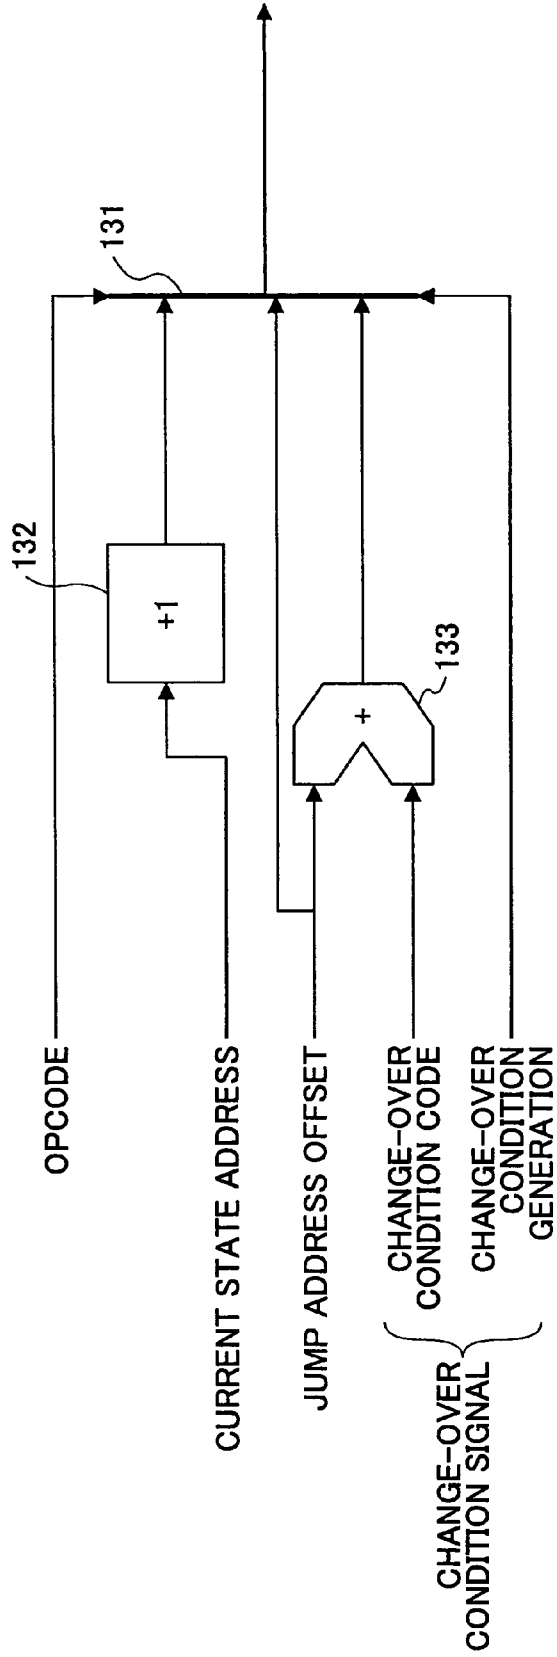 OPCODE
CURRENT STATE ADDRESS
JUMP ADDRESS OFFSET
CHANGE-OVER
CONDITION CODE
CHANGE-OVER
CONDITION
GENERATION
CHANGE-OVER
CONDITION SIGNAL
132
+1
+
133
131